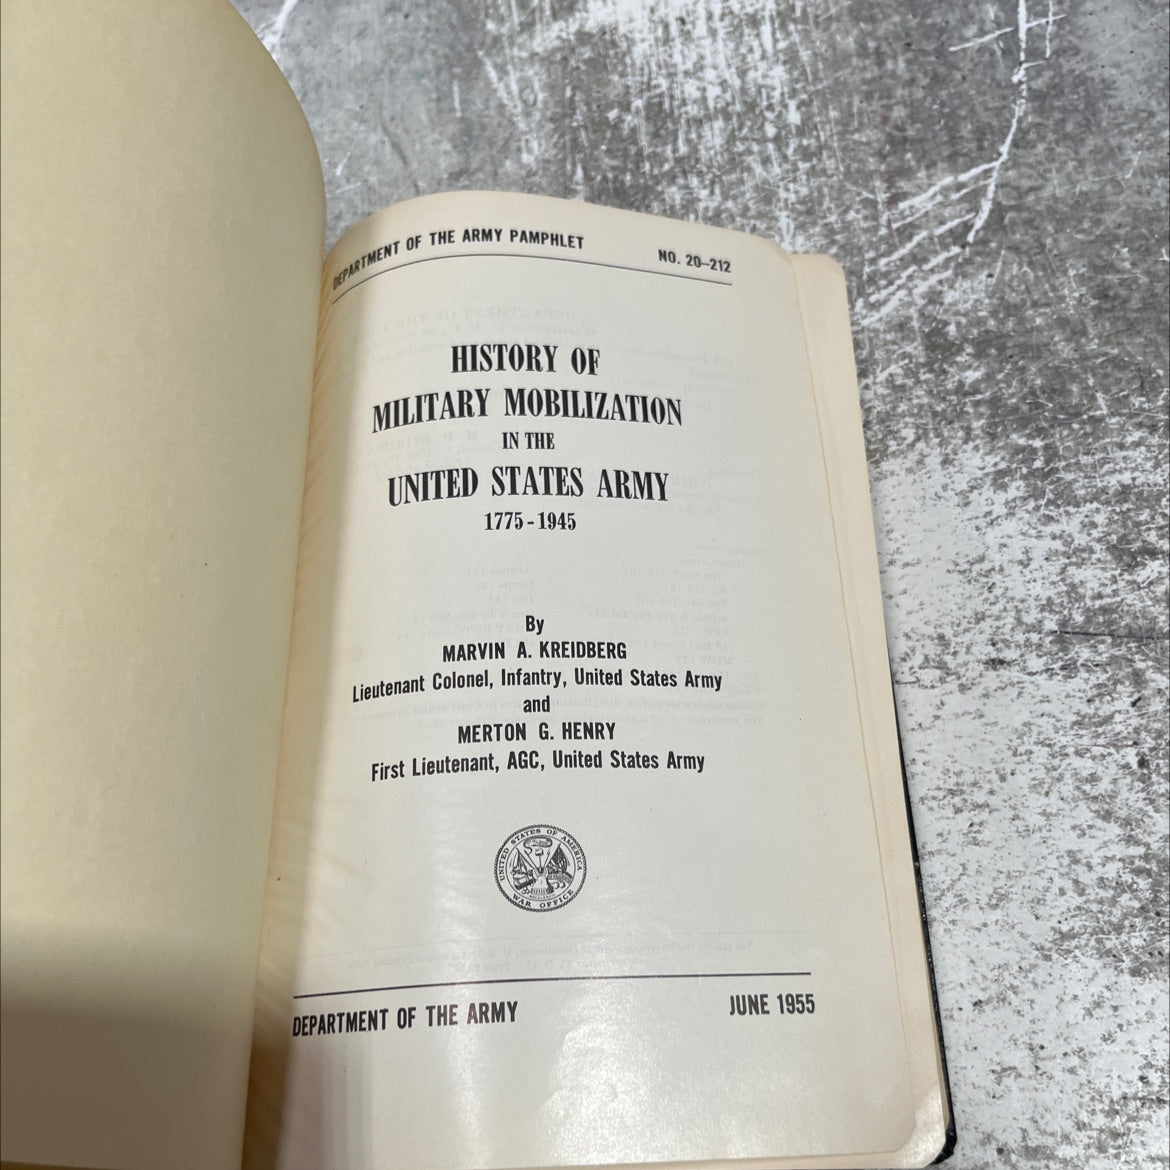 DEPARTMENT OF THE ARMY PAMPHLET NO. 20–212
HISTORY OF
MILITARY MOBILIZATION
IN THE
UNITED STATES ARMY
1775-1945
By
MARVIN A. KREIDBERG
Lieutenant Colonel, Infantry, United States Army
and
MERTON G. HENRY
First Lieutenant, AGC, United States Army
UNITED STATES OF AMERICA
WAR OFFICE
DEPARTMENT OF THE ARMY JUNE 1955